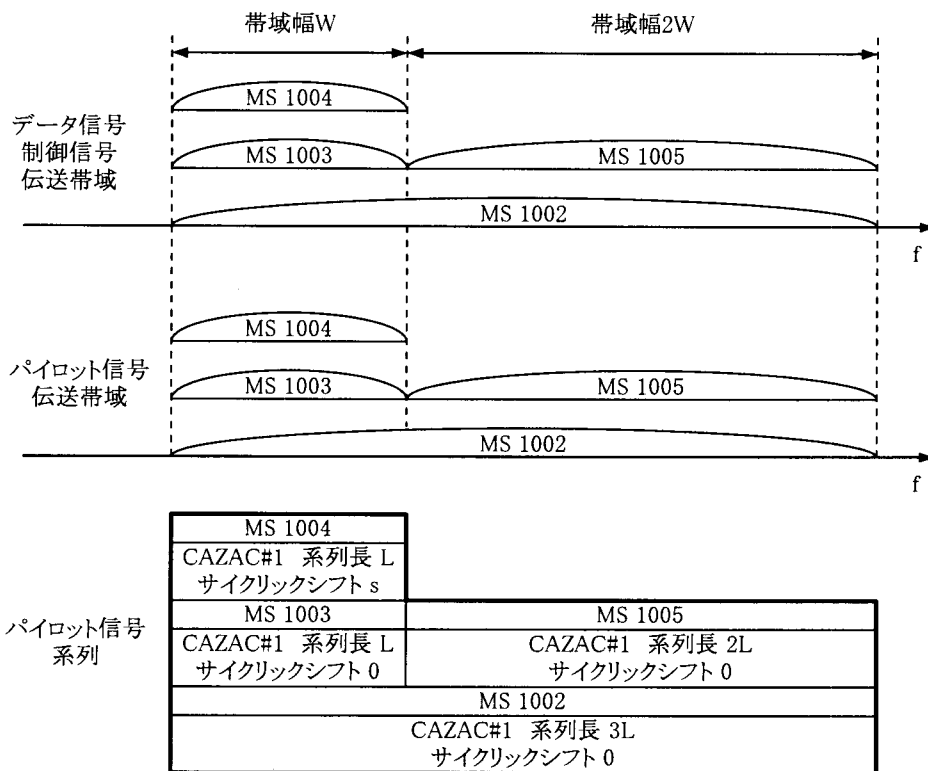 帯域幅W
帯域幅2W
MS 1004
データ信号
制御信号
伝送帯域
MS 1003
MS 1005
MS 1002
f
MS 1004
パイロット信号
伝送帯域
MS 1003
MS 1005
MS 1002
f
MS 1004
CAZAC#1 系列長 L
サイクリックシフト s
パイロット信号
系列
MS 1003
MS 1005
CAZAC#1 系列長 L
サイクリックシフト 0
CAZAC#1 系列長 2L
サイクリックシフト 0
MS 1002
CAZAC#1 系列長 3L
サイクリックシフト 0